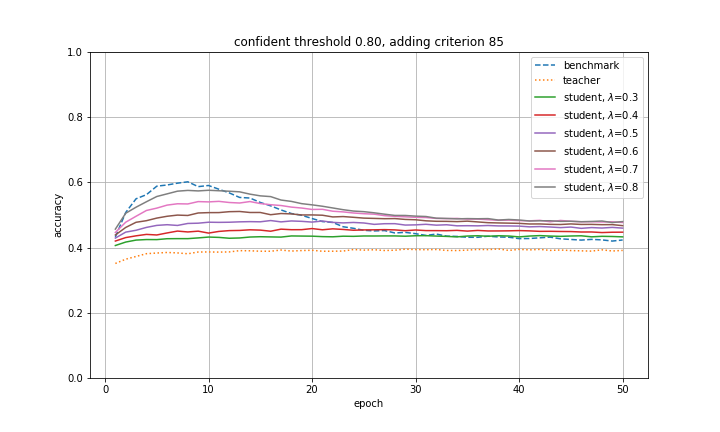 confident threshold 0.80, adding criterion 85
1.0
0.8
0.6
0.4
0.2
0.0
accuracy
0
10
20
30
40
50
epoch
benchmark
teacher
student, λ=0.3
student, λ=0.4
student, λ=0.5
student, λ=0.6
student, λ=0.7
student, λ=0.8